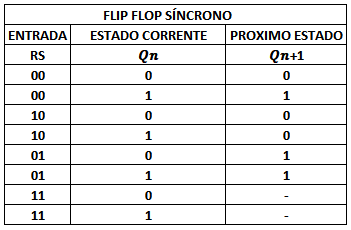 FLIP FLOP SÍNCRONO
ENTRADA ESTADO CORRENTE PROXIMO ESTADO
RS Qn Qn+1
00 0 0
00 1 1
10 0 0
10 1 0
01 0 1
01 1 1
11 0 -
11 1 -